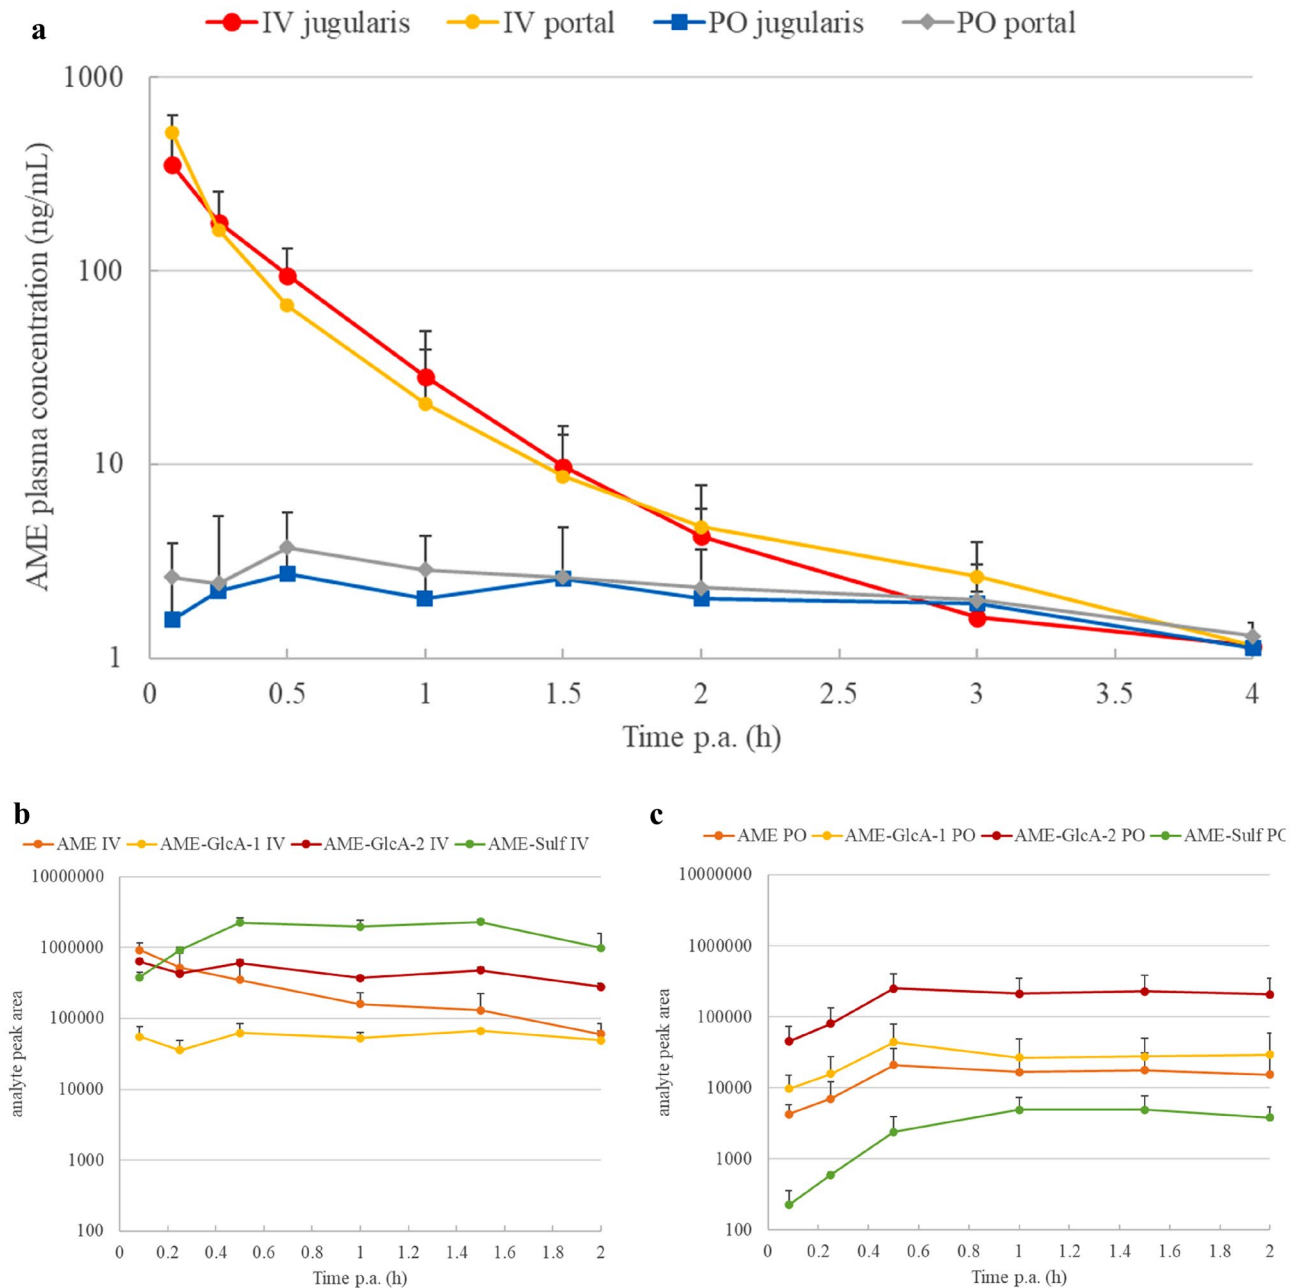 a
IV jugularis IV portal PO jugularis PO portal
1000
100
10
1
AME plasma concentration (ng/mL)
0 0.5 1 1.5 2 2.5 3 3.5 4
Time p.a. (h)
b
AME IV AME-GlcA-1 IV AME-GlcA-2 IV AME-Sulf IV
10000000
1000000
100000
10000
1000
100
analyte peak area
0 0.2 0.4 0.6 0.8 1 1.2 1.4 1.6 1.8 2
Time p.a. (h)
c
AME PO AME-GlcA-1 PO AME-GlcA-2 PO AME-Sulf PO
10000000
1000000
100000
10000
1000
100
analyte peak area
0 0.2 0.4 0.6 0.8 1 1.2 1.4 1.6 1.8 2
Time p.a. (h)